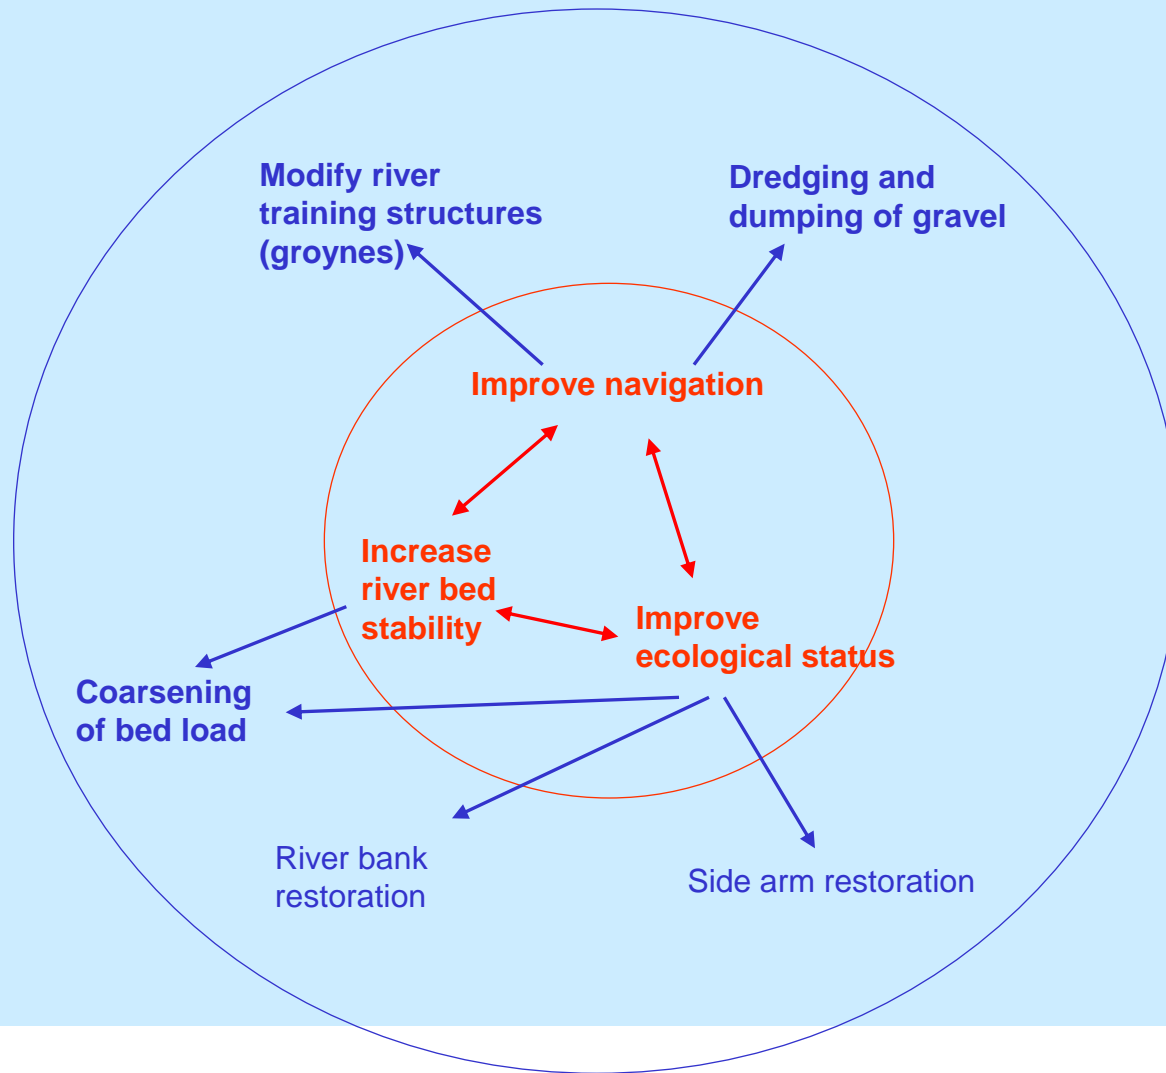 Modify river
training structures
(groynes)
Dredging and
dumping of gravel
Improve navigation
Increase
river bed
stability
Improve
ecological status
Coarsening
of bed load
River bank
restoration
Side arm restoration